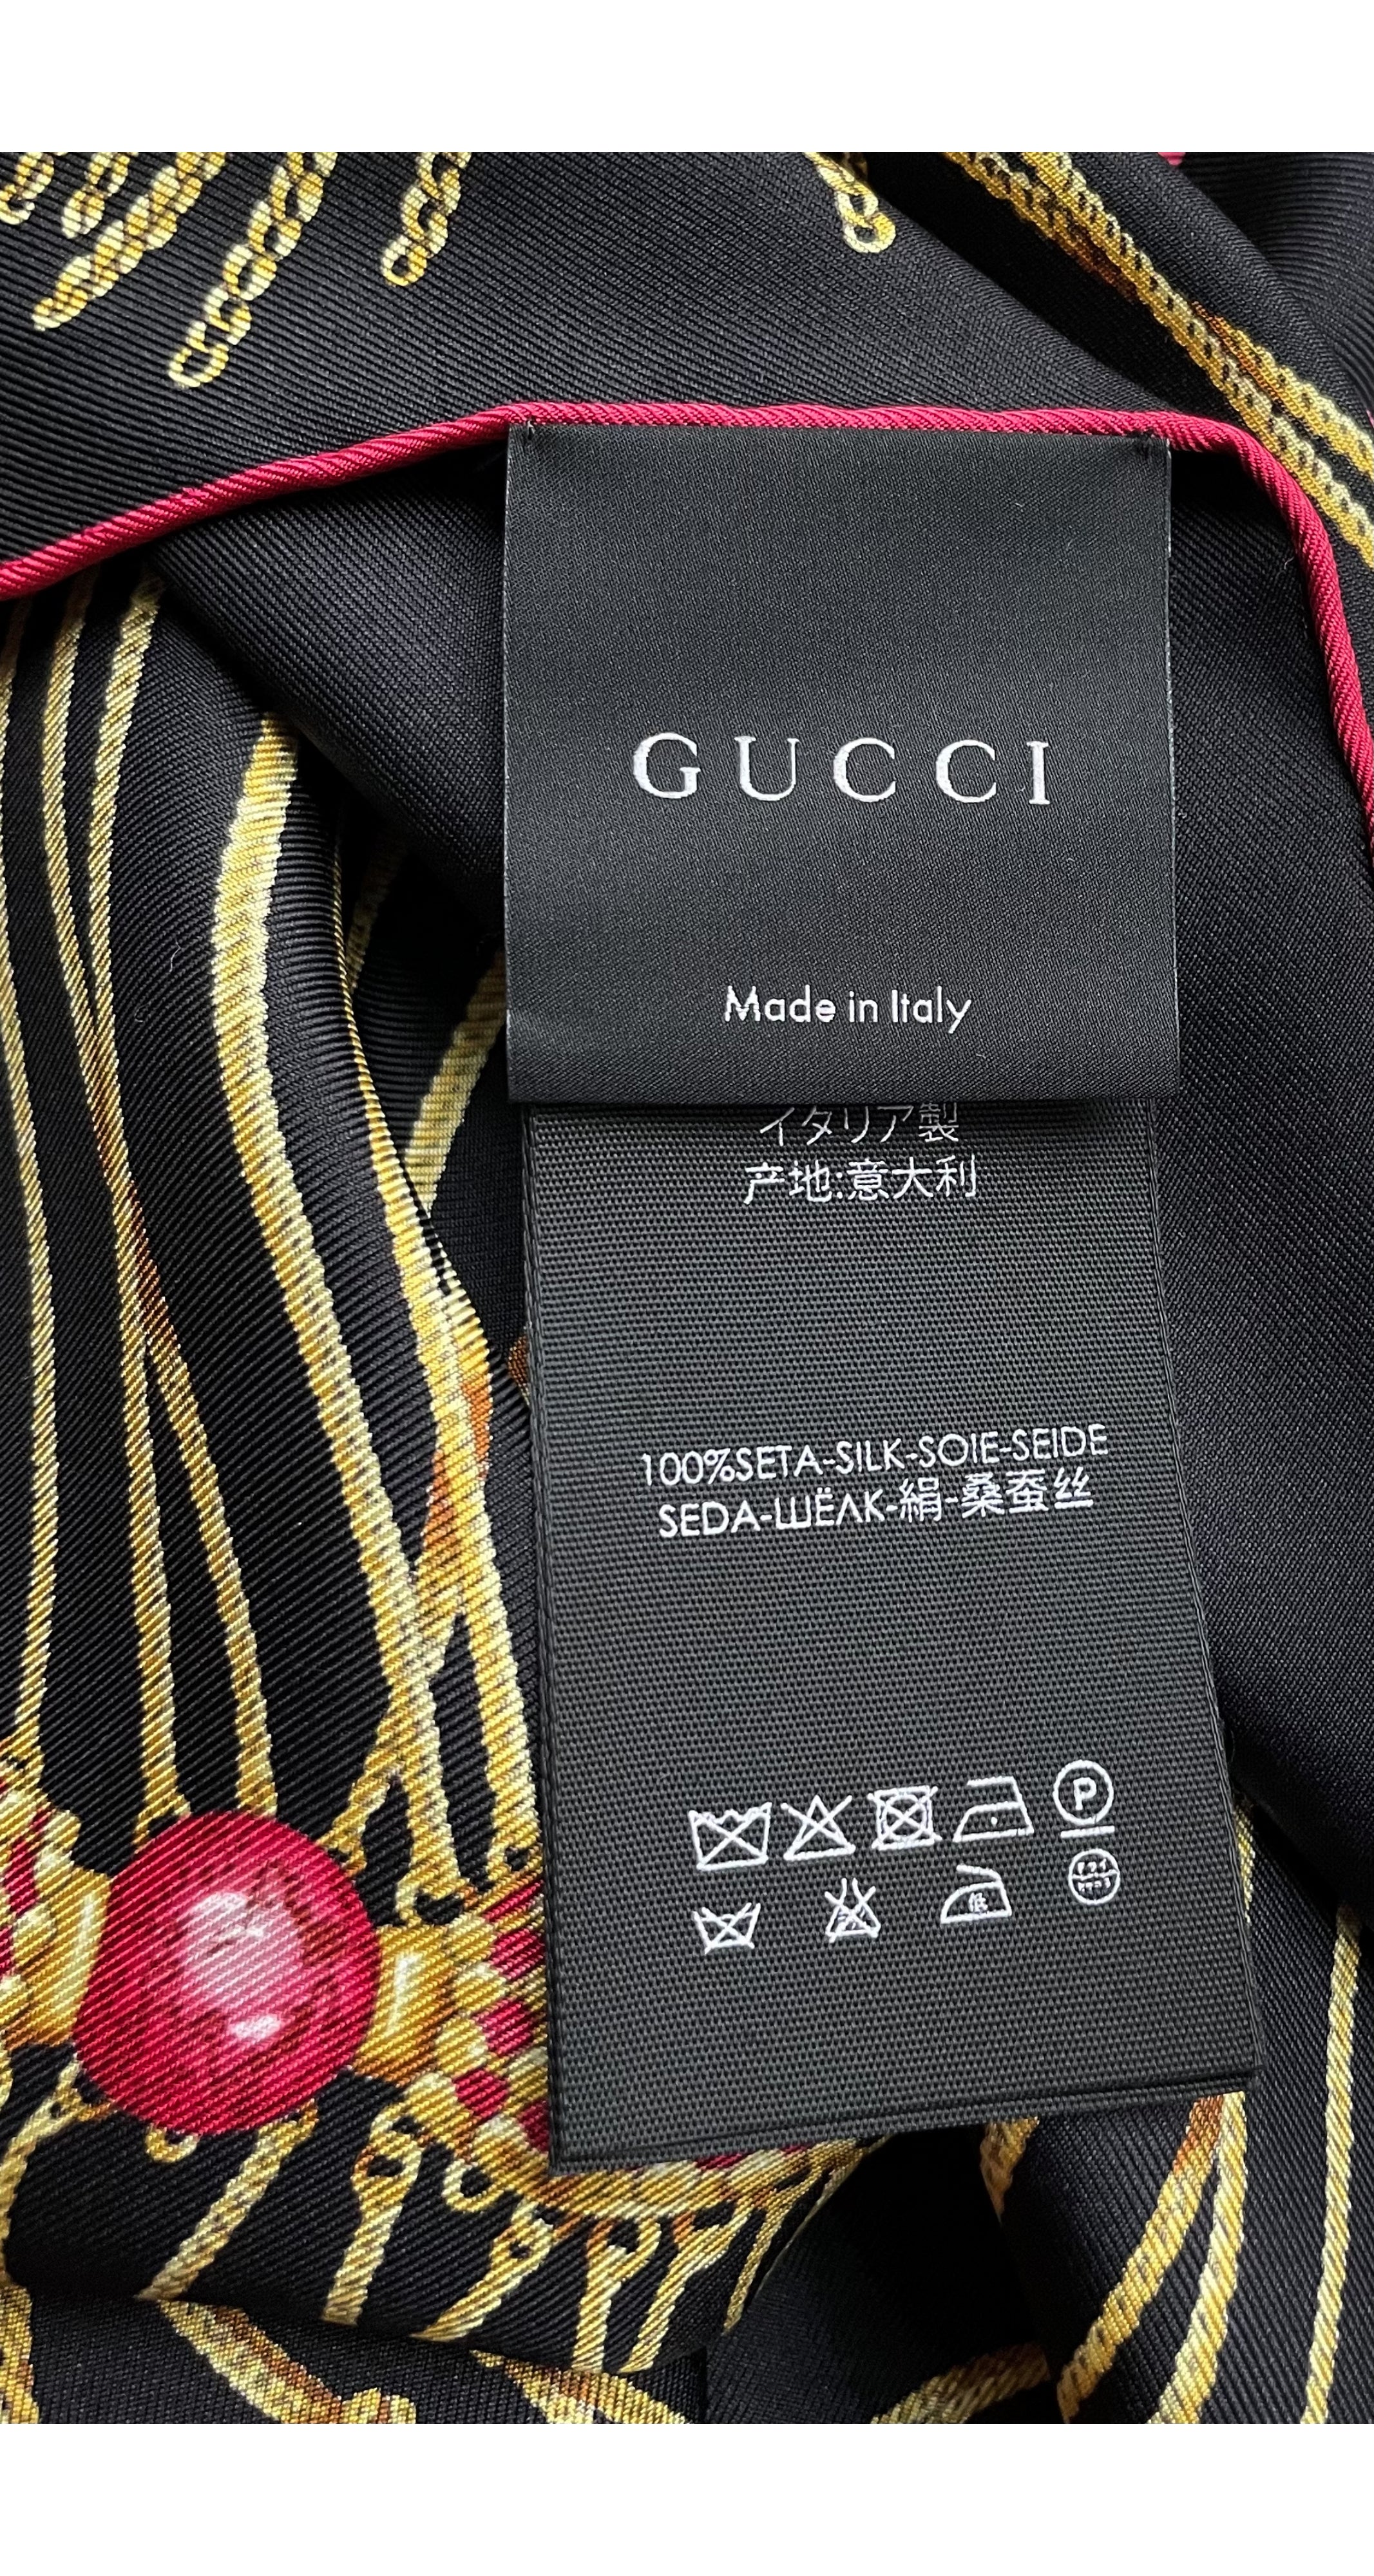 GUCCI
Made in Italy
イタリア製
产地:意大利
100%SETA-SILK-SOIE-SEIDE
SEDA-ШЁЛК-絹-桑蚕丝
P
低